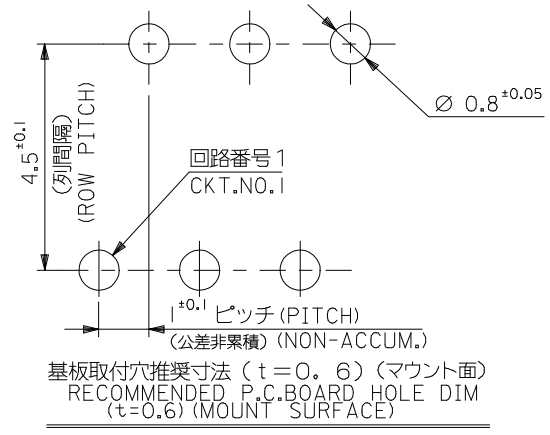 Ø 0.8±0.05
4.5±0.1
(列間隔)
(ROW PITCH)
回路番号1
CKT.NO.1
1±0.1 ピッチ(PITCH)
(公差非累積)(NON-ACCUM.)
基板取付穴推奨寸法(t=0.6)(マウント面)
RECOMMENDED P.C.BOARD HOLE DIM
(t=0.6)(MOUNT SURFACE)